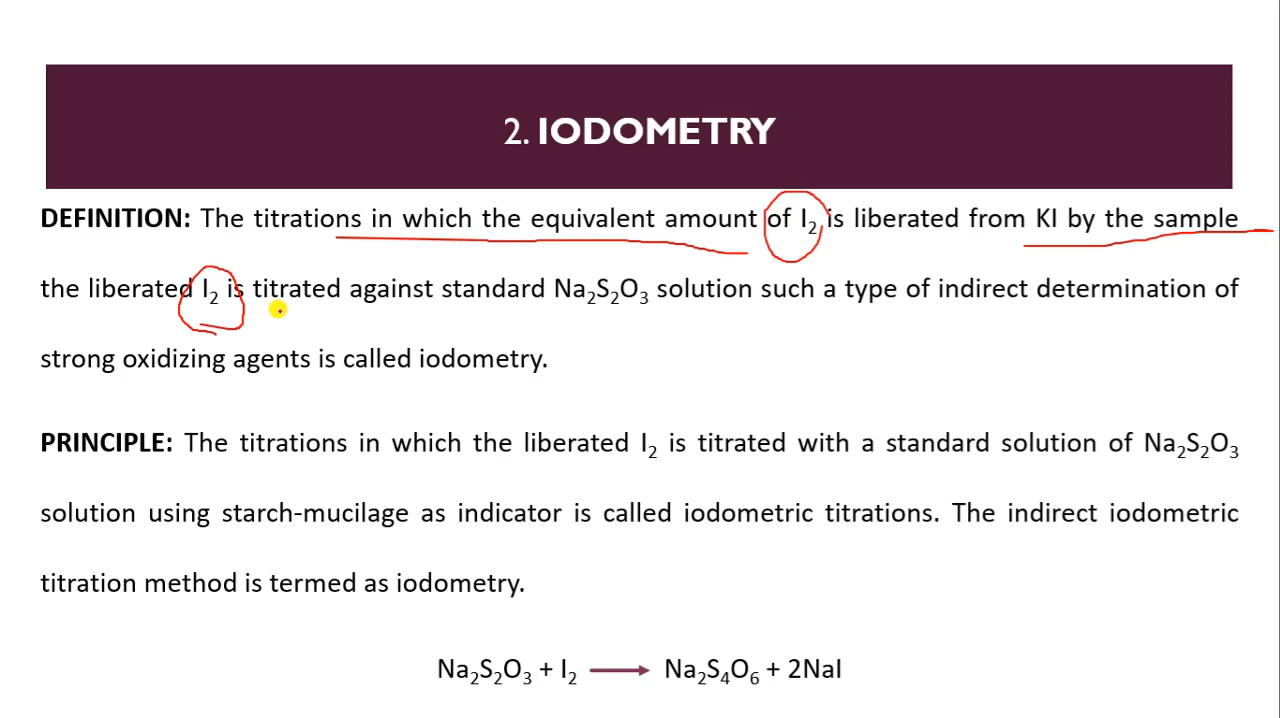 2. IODOMETRY
DEFINITION: The titrations in which the equivalent amount of I₂ is liberated from KI by the sample
the liberated I₂ is titrated against standard Na₂S₂O₃ solution such a type of indirect determination of
strong oxidizing agents is called iodometry.
PRINCIPLE: The titrations in which the liberated I₂ is titrated with a standard solution of Na₂S₂O₃
solution using starch-mucilage as indicator is called iodometric titrations. The indirect iodometric
titration method is termed as iodometry.
Na₂S₂O₃ + I₂ ⟶ Na₂S₄O₆ + 2NaI